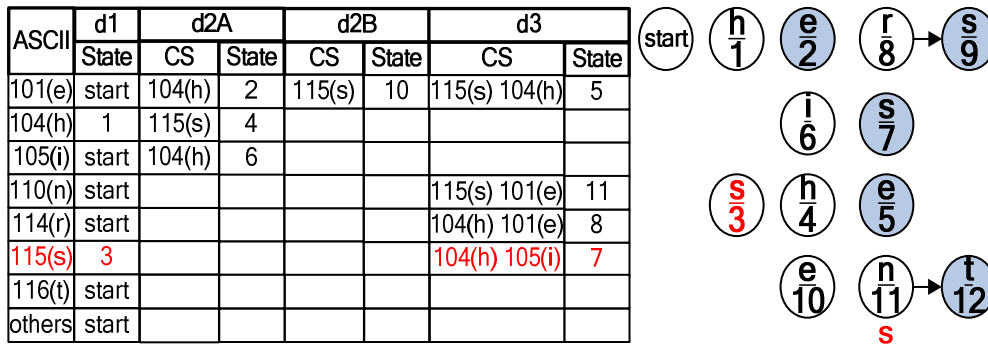 ASCII d1 d2A d2B d3
State CS State CS State CS State
101(e) start 104(h) 2 115(s) 10 115(s) 104(h) 5
104(h) 1 115(s) 4
105(i) start 104(h) 6
110(n) start 115(s) 101(e) 11
114(r) start 104(h) 101(e) 8
115(s) 3 104(h) 105(i) 7
116(t) start
others start
start h e r s
1 2 8 9
i s
6 7
s h e
3 4 5
e n t
10 11 12
s